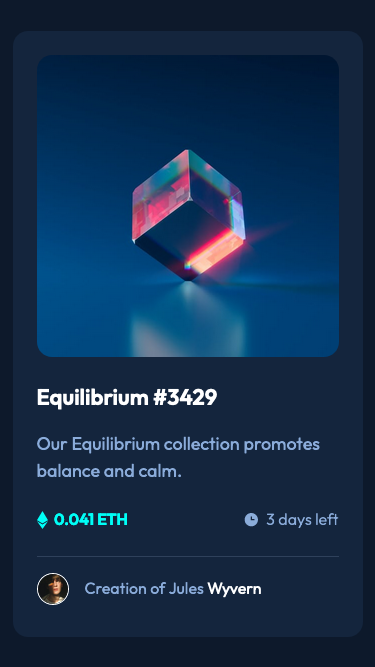 Equilibrium #3429
Our Equilibrium collection promotes
balance and calm.
0.041 ETH
3 days left
Creation of Jules Wyvern